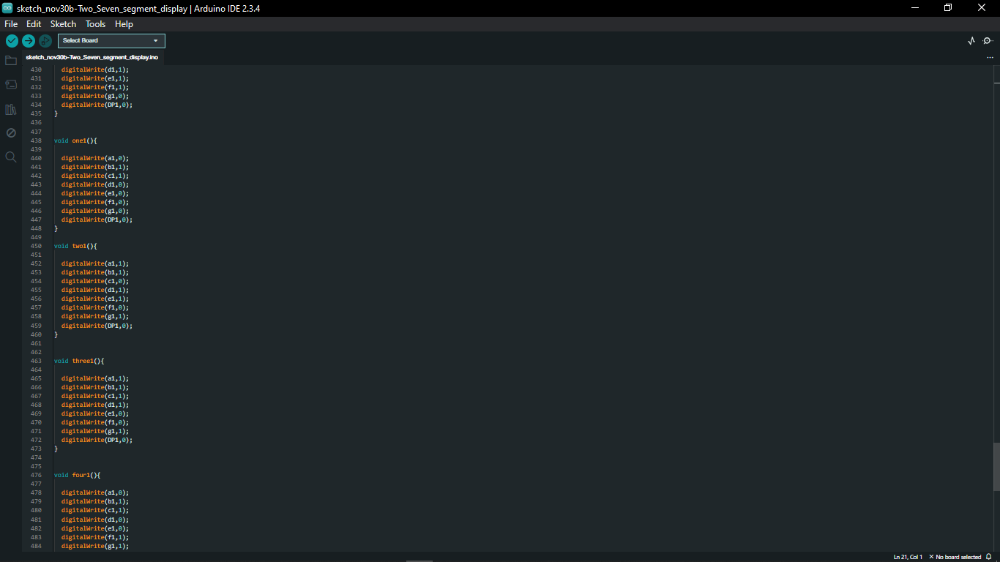 sketch_nov30b-Two_Seven_segment_display | Arduino IDE 2.3.4
File Edit Sketch Tools Help
Select Board
sketch_nov30b-Two_Seven_segment_display.ino
430 digitalWrite(d1,1);
431 digitalWrite(e1,1);
432 digitalWrite(f1,1);
433 digitalWrite(g1,0);
434 digitalWrite(DP1,0);
435 }
436
437
438 void one1(){
439
440 digitalWrite(a1,0);
441 digitalWrite(b1,1);
442 digitalWrite(c1,1);
443 digitalWrite(d1,0);
444 digitalWrite(e1,0);
445 digitalWrite(f1,0);
446 digitalWrite(g1,0);
447 digitalWrite(DP1,0);
448 }
449
450 void two1(){
451
452 digitalWrite(a1,1);
453 digitalWrite(b1,1);
454 digitalWrite(c1,0);
455 digitalWrite(d1,1);
456 digitalWrite(e1,1);
457 digitalWrite(f1,0);
458 digitalWrite(g1,1);
459 digitalWrite(DP1,0);
460 }
461
462
463 void three1(){
464
465 digitalWrite(a1,1);
466 digitalWrite(b1,1);
467 digitalWrite(c1,1);
468 digitalWrite(d1,1);
469 digitalWrite(e1,0);
470 digitalWrite(f1,0);
471 digitalWrite(g1,1);
472 digitalWrite(DP1,0);
473 }
474
475
476 void four1(){
477
478 digitalWrite(a1,0);
479 digitalWrite(b1,1);
480 digitalWrite(c1,1);
481 digitalWrite(d1,0);
482 digitalWrite(e1,0);
483 digitalWrite(f1,1);
484 digitalWrite(g1,1);
Ln 21, Col 1 × No board selected